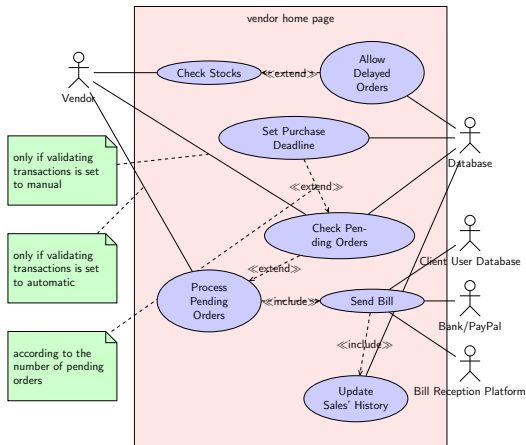 vendor home page
Check Stocks
≪extend≫
Allow
Delayed
Orders
Vendor
Set Purchase
Deadline
Database
only if validating
transactions is set
to manual
≪extend≫
Check Pen-
ding Orders
only if validating
transactions is set
to automatic
≪extend≫
Client User Database
Process
Pending
Orders
≪include≫
Send Bill
Bank/PayPal
according to the
number of pending
orders
≪include≫
Update
Sales' History
Bill Reception Platform